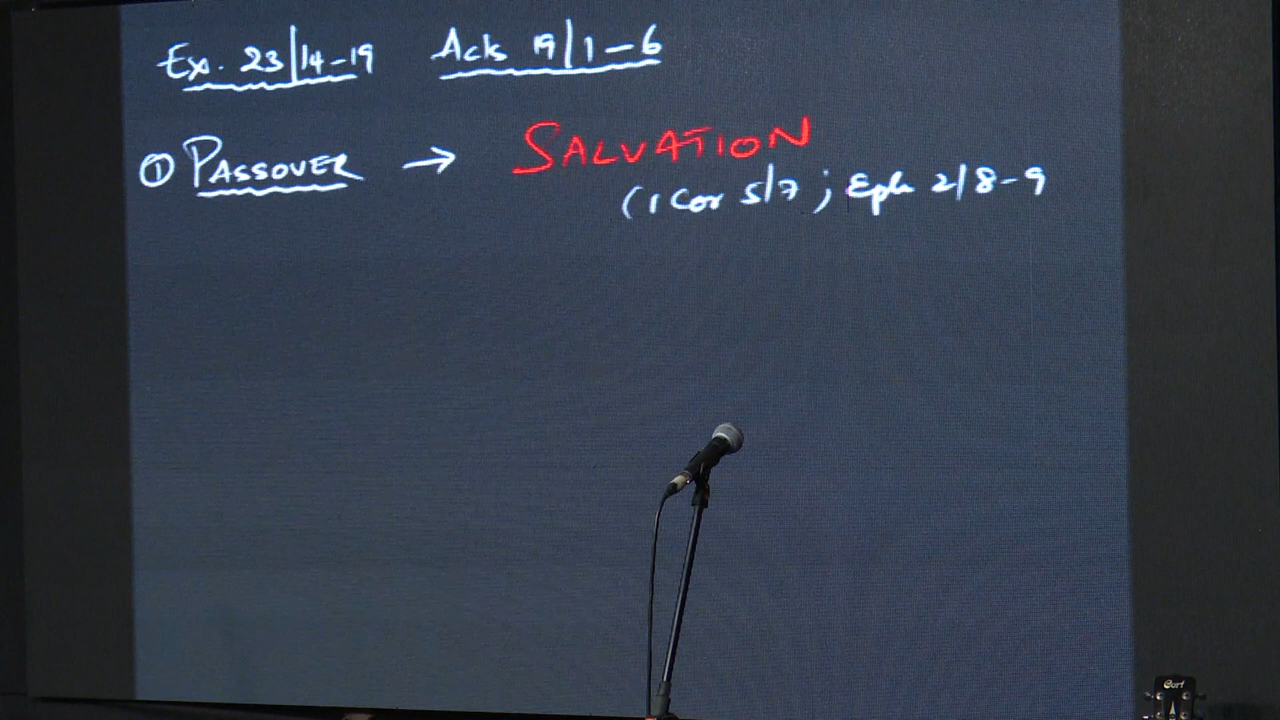 Ex. 23|14-19 Acts 19|1-6
① PASSOVER → SALVATION
(1 Cor 5/7 ; Eph 2/8-9
Cort